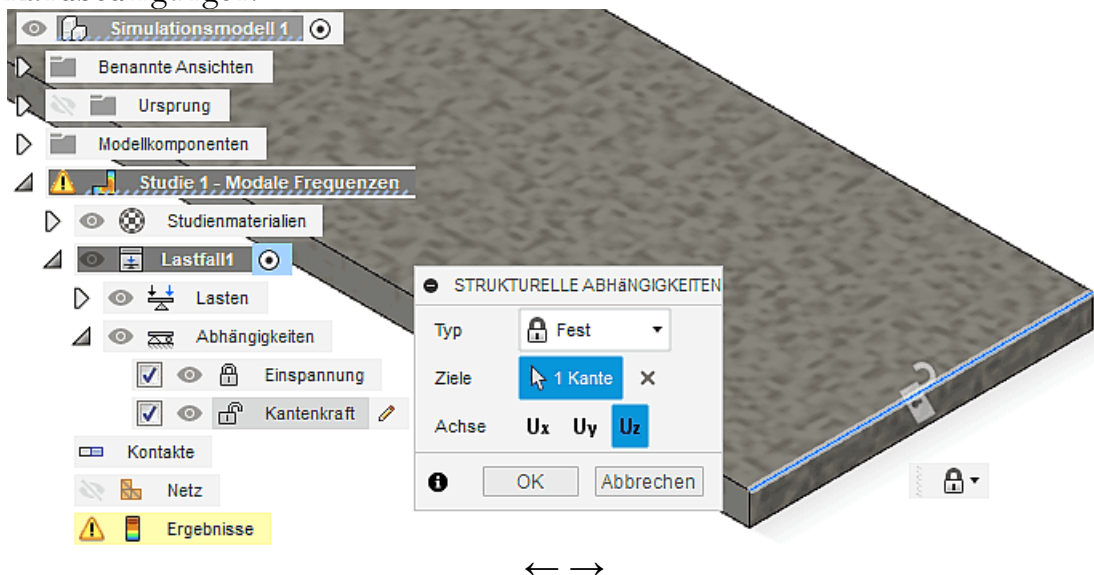 Simulationsmodell 1
Benannte Ansichten
Ursprung
Modellkomponenten
Studie 1 - Modale Frequenzen
Studienmaterialien
Lastfall1
Lasten
Abhängigkeiten
Einspannung
Kantenkraft
Kontakte
Netz
Ergebnisse
STRUKTURELLE ABHäNGIGKEITEN
Typ Fest
Ziele 1 Kante
Achse Ux Uy Uz
OK Abbrechen
← →